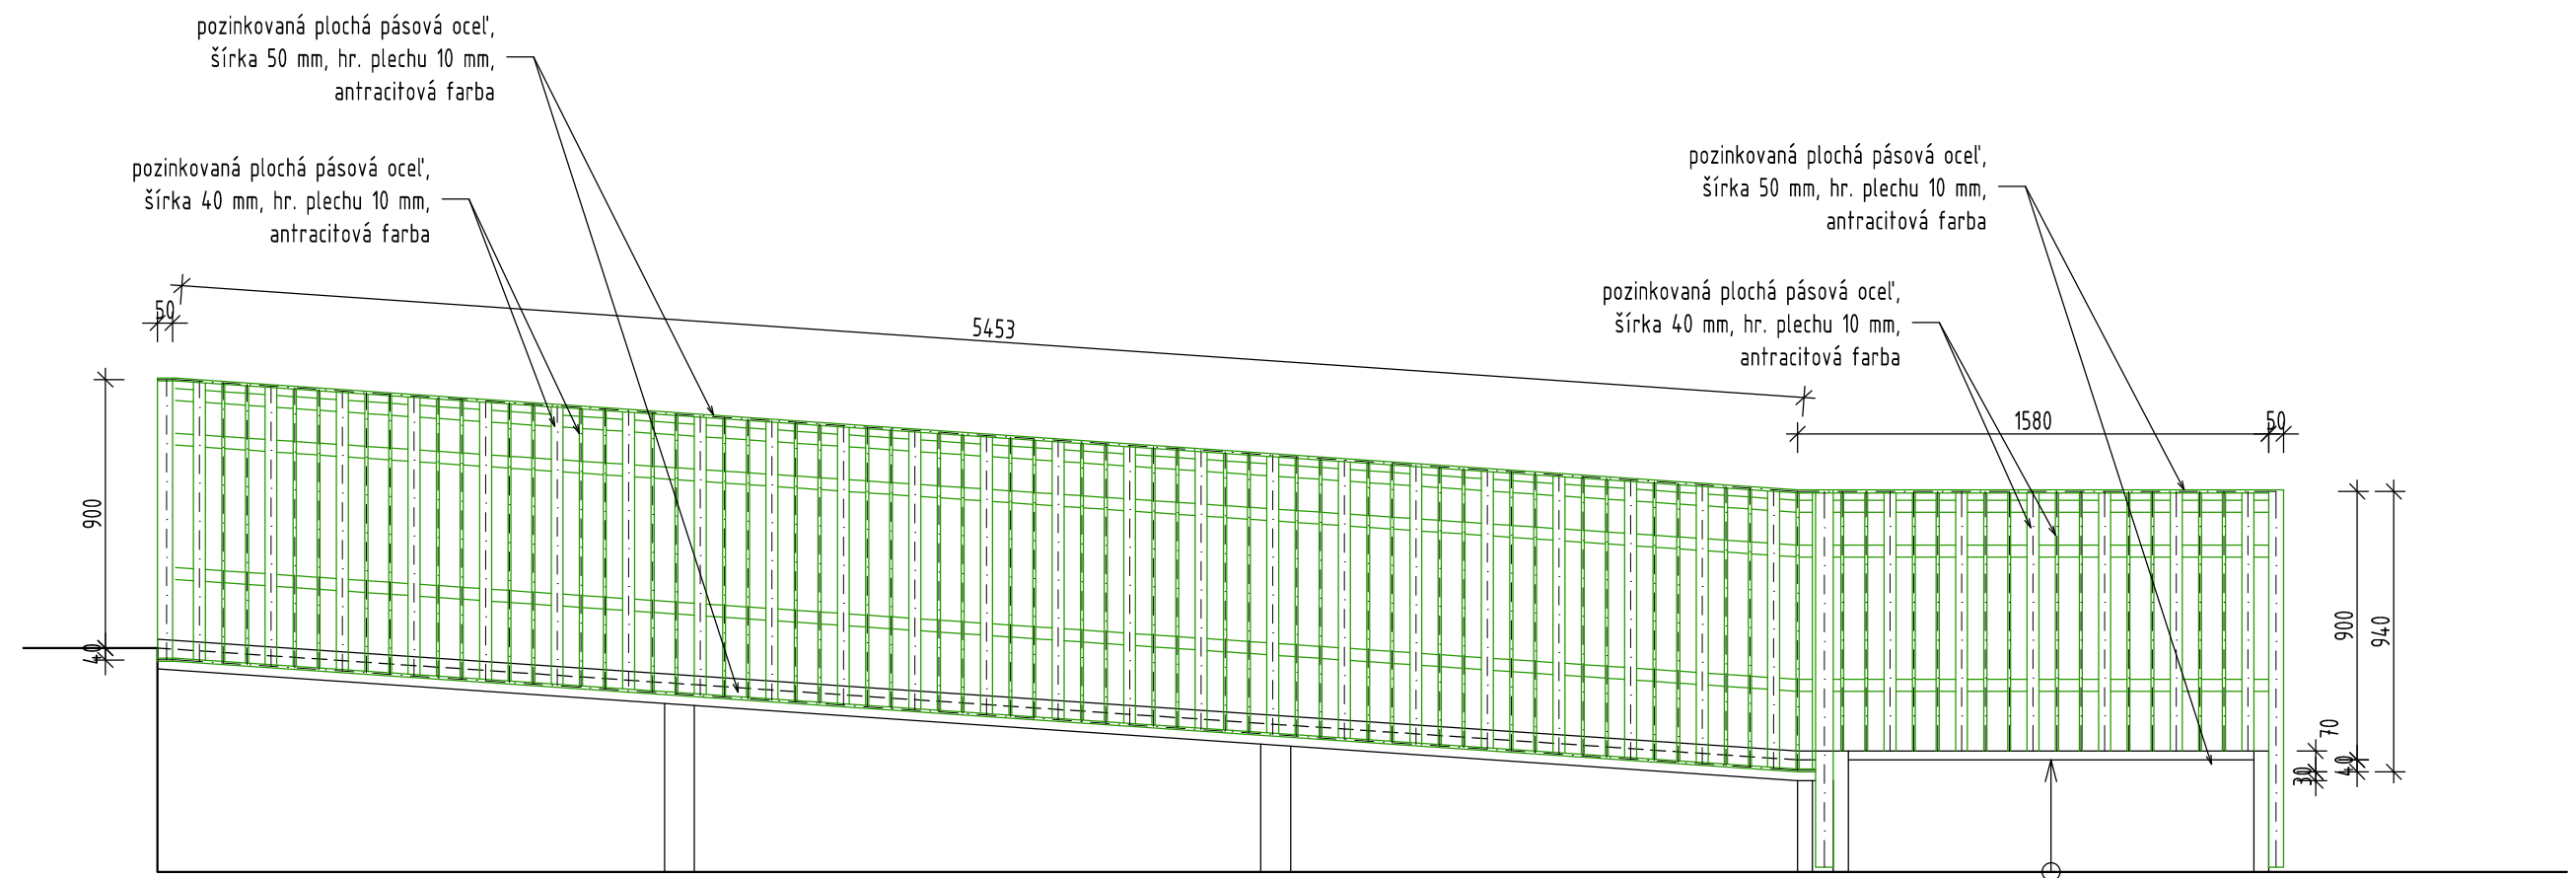 pozinkovaná plochá pásová oceľ,
šírka 50 mm, hr. plechu 10 mm,
antracitová farba
pozinkovaná plochá pásová oceľ,
šírka 40 mm, hr. plechu 10 mm,
antracitová farba
pozinkovaná plochá pásová oceľ,
šírka 50 mm, hr. plechu 10 mm,
antracitová farba
pozinkovaná plochá pásová oceľ,
šírka 40 mm, hr. plechu 10 mm,
antracitová farba
50
5453
1580
50
900
40
900
940
70
40
30